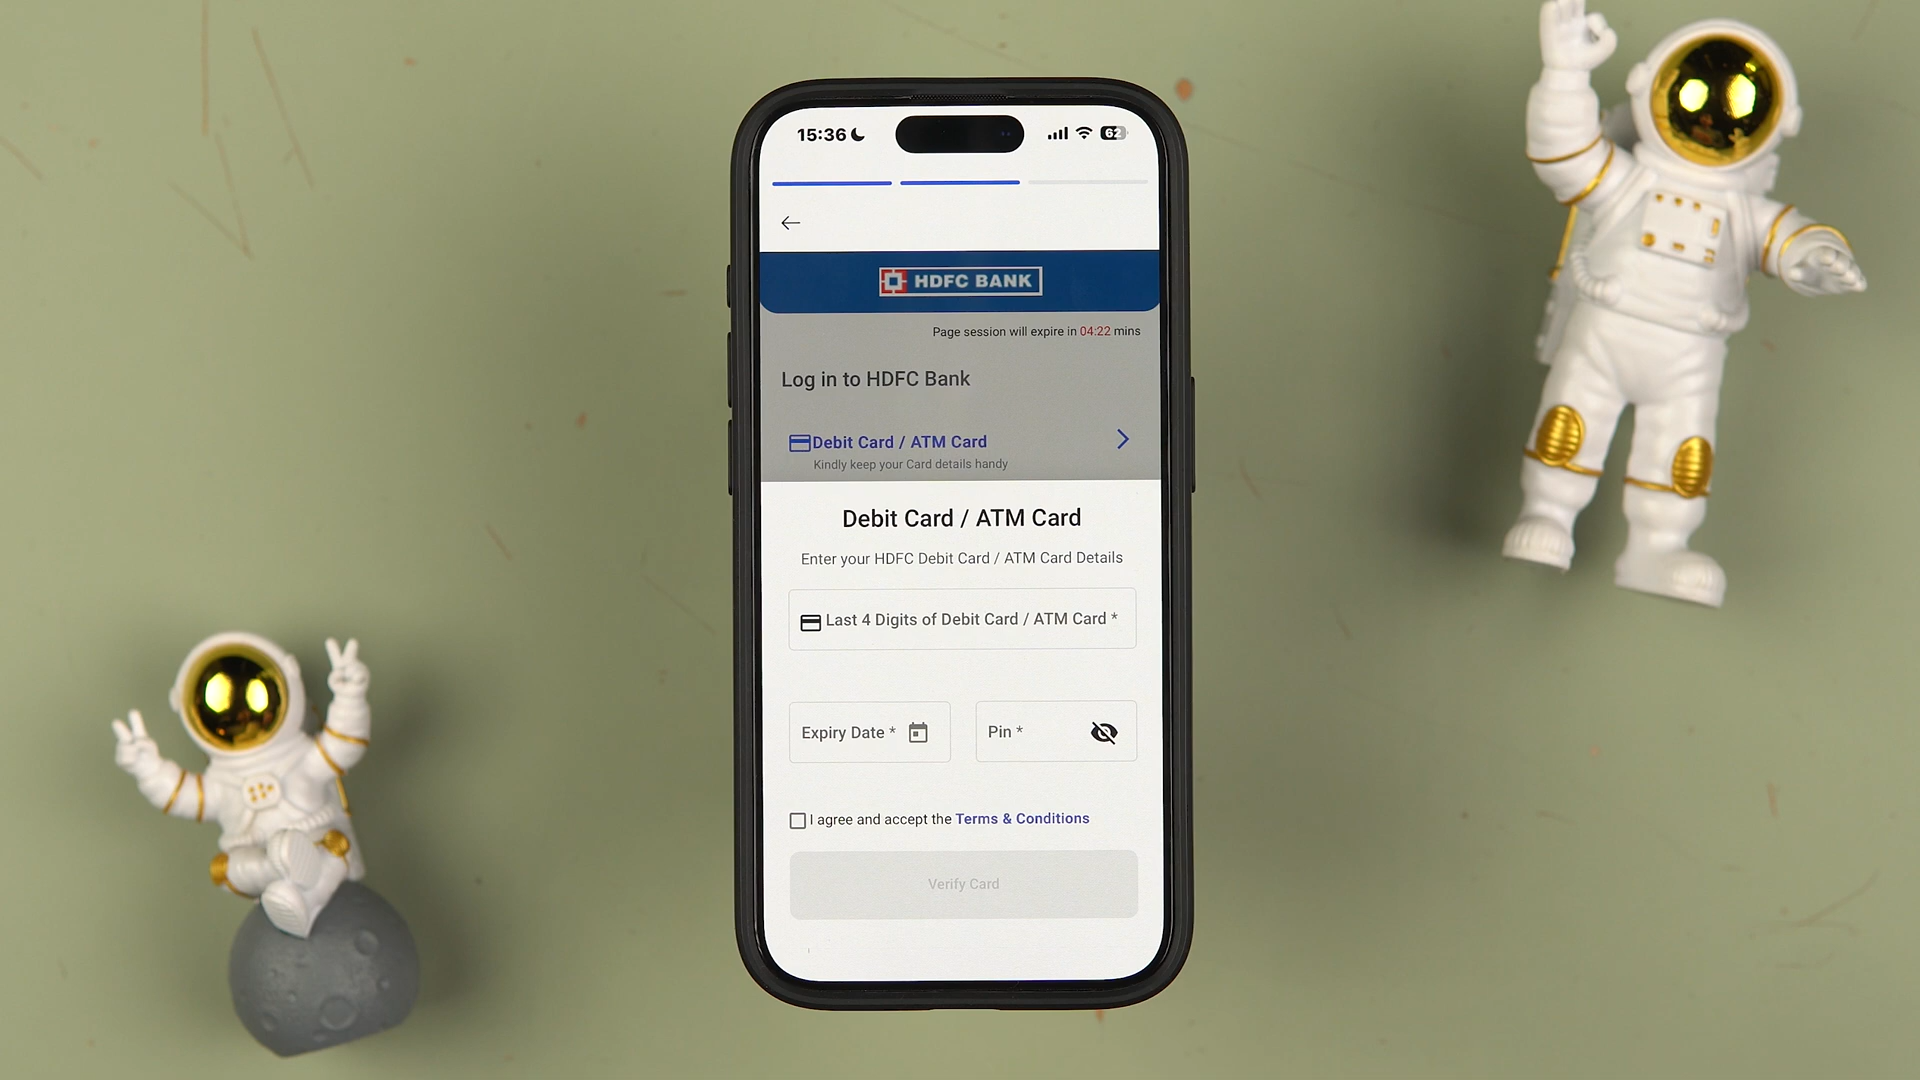 15:36
62
HDFC BANK
Page session will expire in 04:22 mins
Log in to HDFC Bank
Debit Card / ATM Card
Kindly keep your Card details handy
Debit Card / ATM Card
Enter your HDFC Debit Card / ATM Card Details
Last 4 Digits of Debit Card / ATM Card *
Expiry Date *
Pin *
I agree and accept the Terms & Conditions
Verify Card